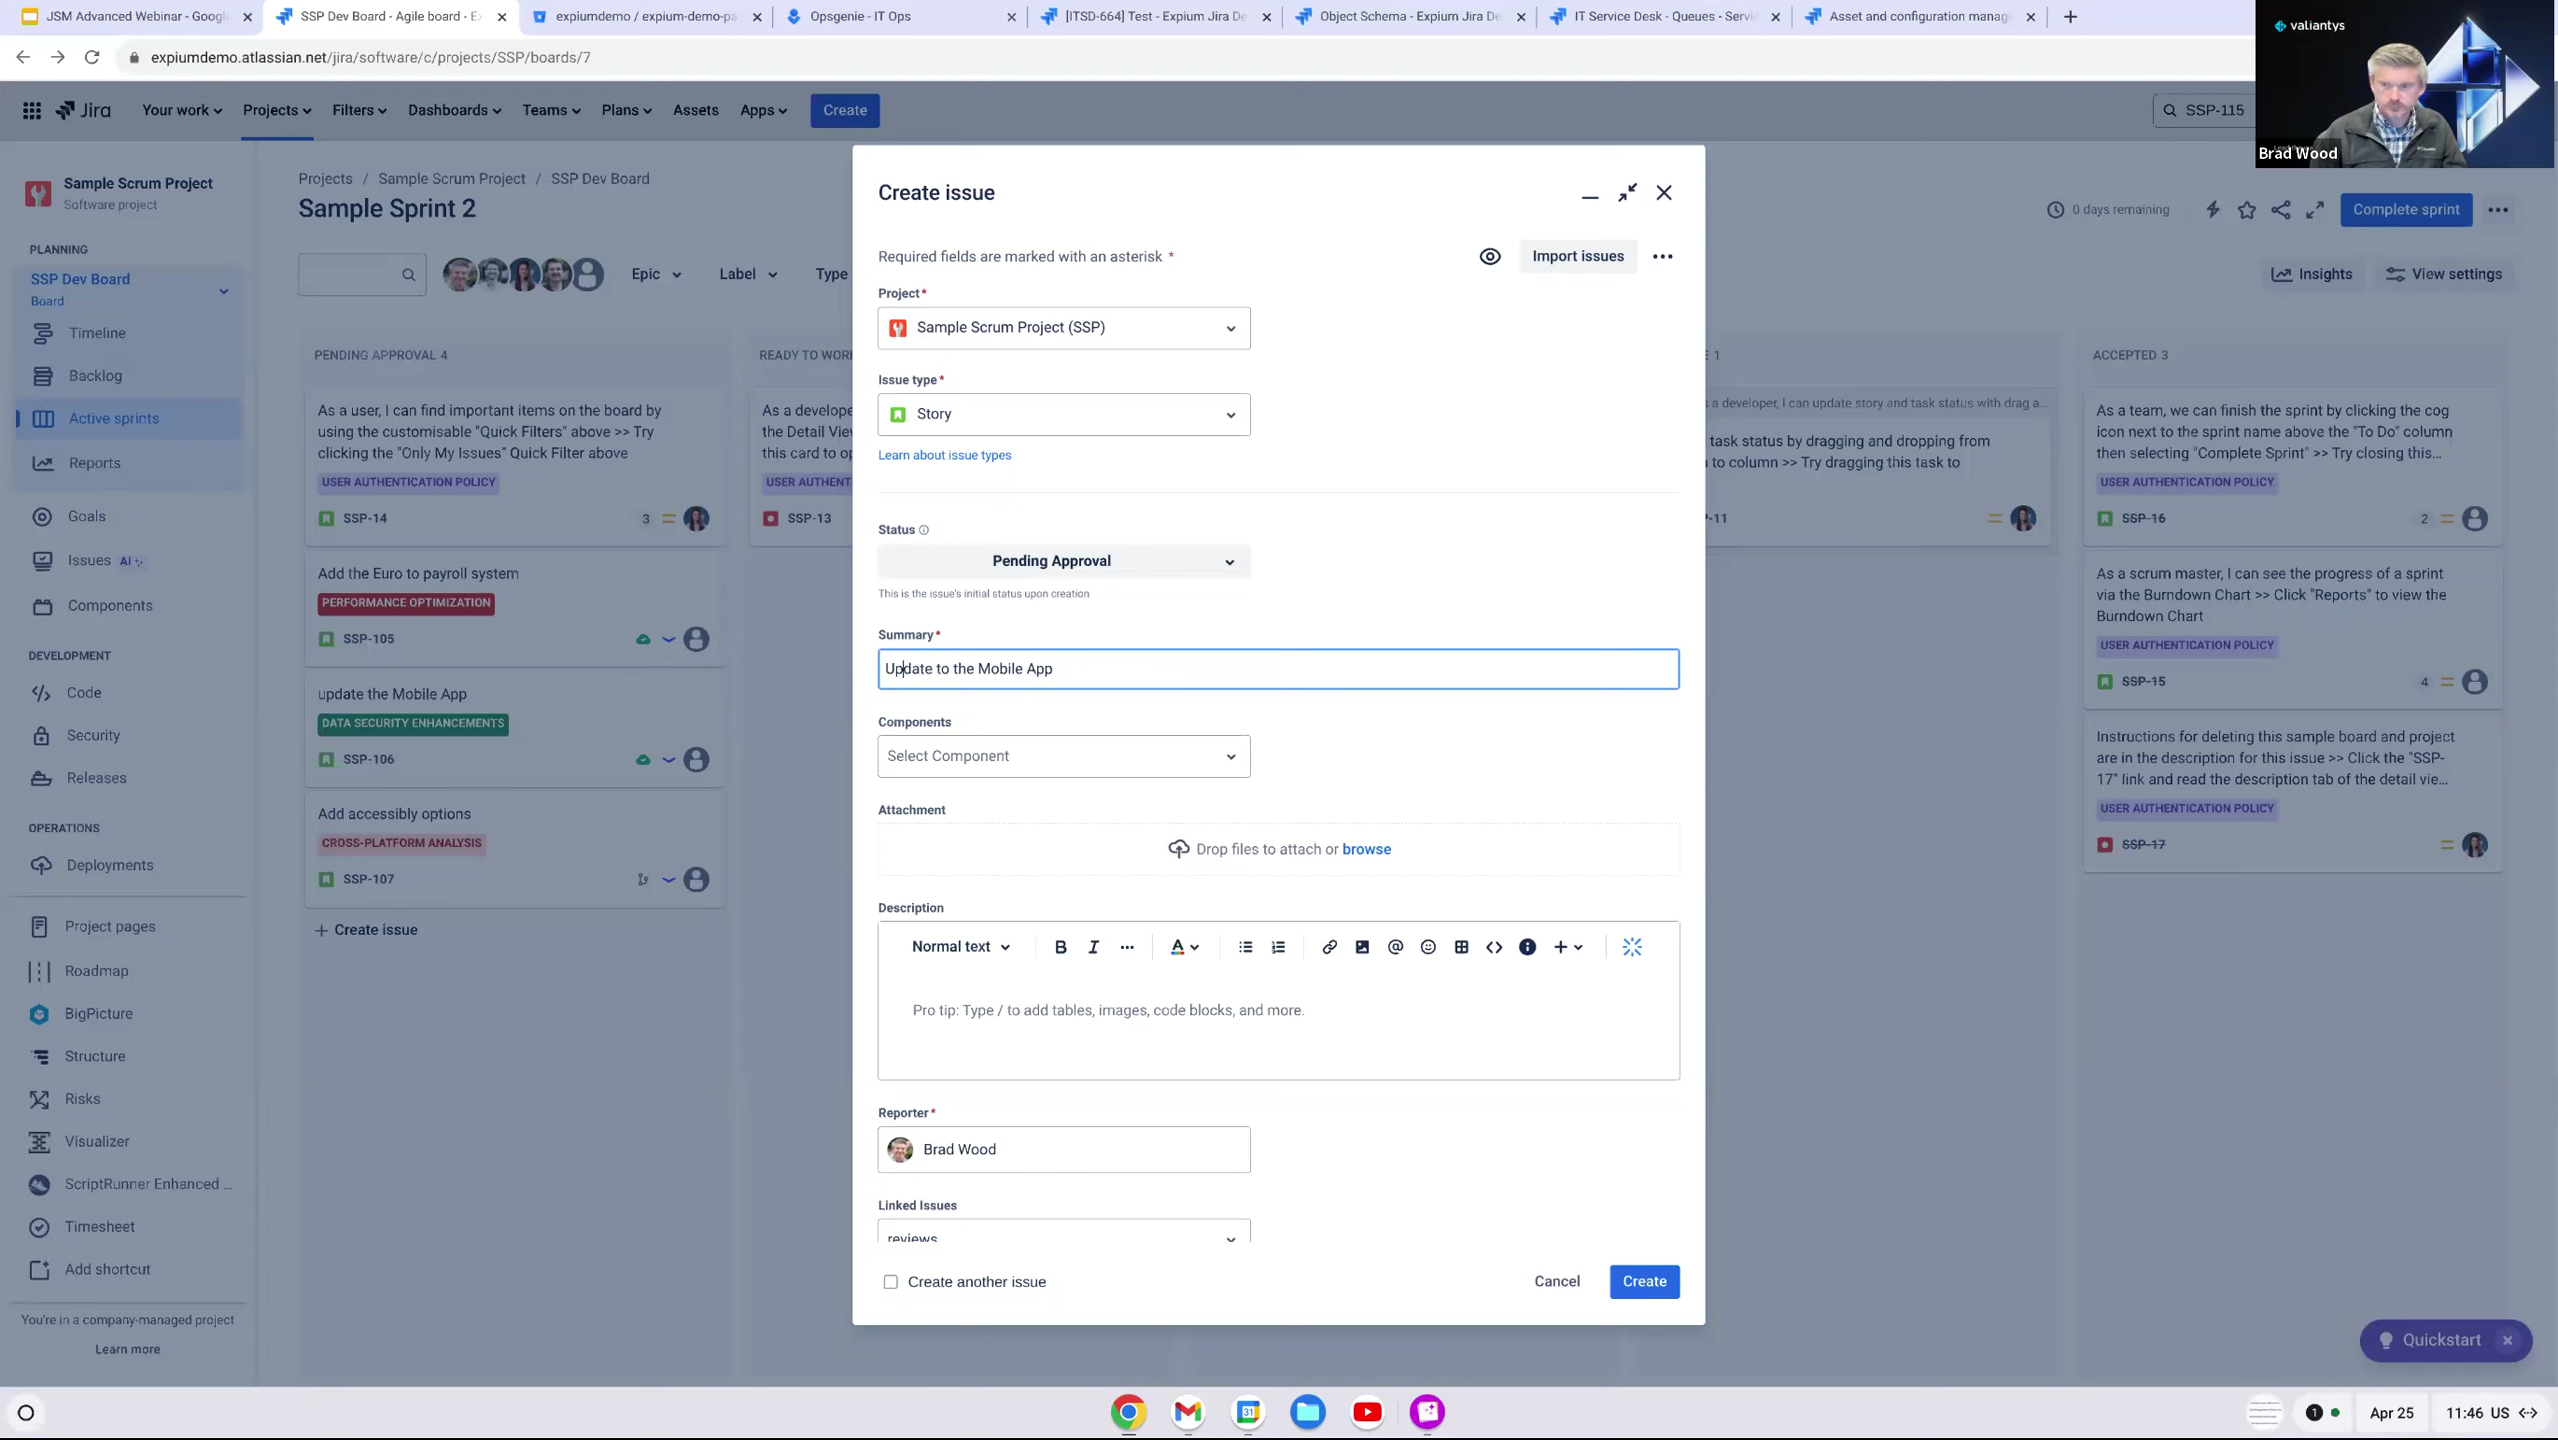 JSM Advanced Webinar - Google
SSP Dev Board - Agile board - E
expiumdemo / expium-demo-pa
Opsgenie - IT Ops
[ITSD-664] Test - Expium Jira De
Object Schema - Expium Jira De
IT Service Desk - Queues - Servi
Asset and configuration manag
expiumdemo.atlassian.net/jira/software/c/projects/SSP/boards/7
valiantys
Brad Wood
Jira
Your work
Projects
Filters
Dashboards
Teams
Plans
Assets
Apps
Create
SSP-115
Sample Scrum Project
Software project
PLANNING
SSP Dev Board
Board
Timeline
Backlog
Active sprints
Reports
Goals
Issues AI
Components
DEVELOPMENT
Code
Security
Releases
OPERATIONS
Deployments
Project pages
Roadmap
BigPicture
Structure
Risks
Visualizer
ScriptRunner Enhanced ...
Timesheet
Add shortcut
You're in a company-managed project
Learn more
Projects / Sample Scrum Project / SSP Dev Board
Sample Sprint 2
0 days remaining
Complete sprint
Epic
Label
Type
Insights
View settings
PENDING APPROVAL 4
As a user, I can find important items on the board by
using the customisable "Quick Filters" above >> Try
clicking the "Only My Issues" Quick Filter above
USER AUTHENTICATION POLICY
SSP-14
3
Add the Euro to payroll system
PERFORMANCE OPTIMIZATION
SSP-105
update the Mobile App
DATA SECURITY ENHANCEMENTS
SSP-106
Add accessibly options
CROSS-PLATFORM ANALYSIS
SSP-107
Create issue
READY TO WOR
As a develope
the Detail Vie
this card to op
USER AUTHENT
SSP-13
Create issue
Required fields are marked with an asterisk *
Import issues
Project*
Sample Scrum Project (SSP)
Issue type*
Story
Learn about issue types
Status
Pending Approval
This is the issue's initial status upon creation
Summary*
Update to the Mobile App
Components
Select Component
Attachment
Drop files to attach or browse
Description
Normal text
B I
A
Pro tip: Type / to add tables, images, code blocks, and more.
Reporter*
Brad Wood
Linked Issues
reviews
Create another issue
Cancel
Create
1
s a developer, I can update story and task status with drag a...
task status by dragging and dropping from
to column >> Try dragging this task to
-11
ACCEPTED 3
As a team, we can finish the sprint by clicking the cog
icon next to the sprint name above the "To Do" column
then selecting "Complete Sprint" >> Try closing this...
USER AUTHENTICATION POLICY
SSP-16
2
As a scrum master, I can see the progress of a sprint
via the Burndown Chart >> Click "Reports" to view the
Burndown Chart
USER AUTHENTICATION POLICY
SSP-15
4
Instructions for deleting this sample board and project
are in the description for this issue >> Click the "SSP-
17" link and read the description tab of the detail vie...
USER AUTHENTICATION POLICY
SSP-17
Quickstart
31
1
Apr 25
11:46 US